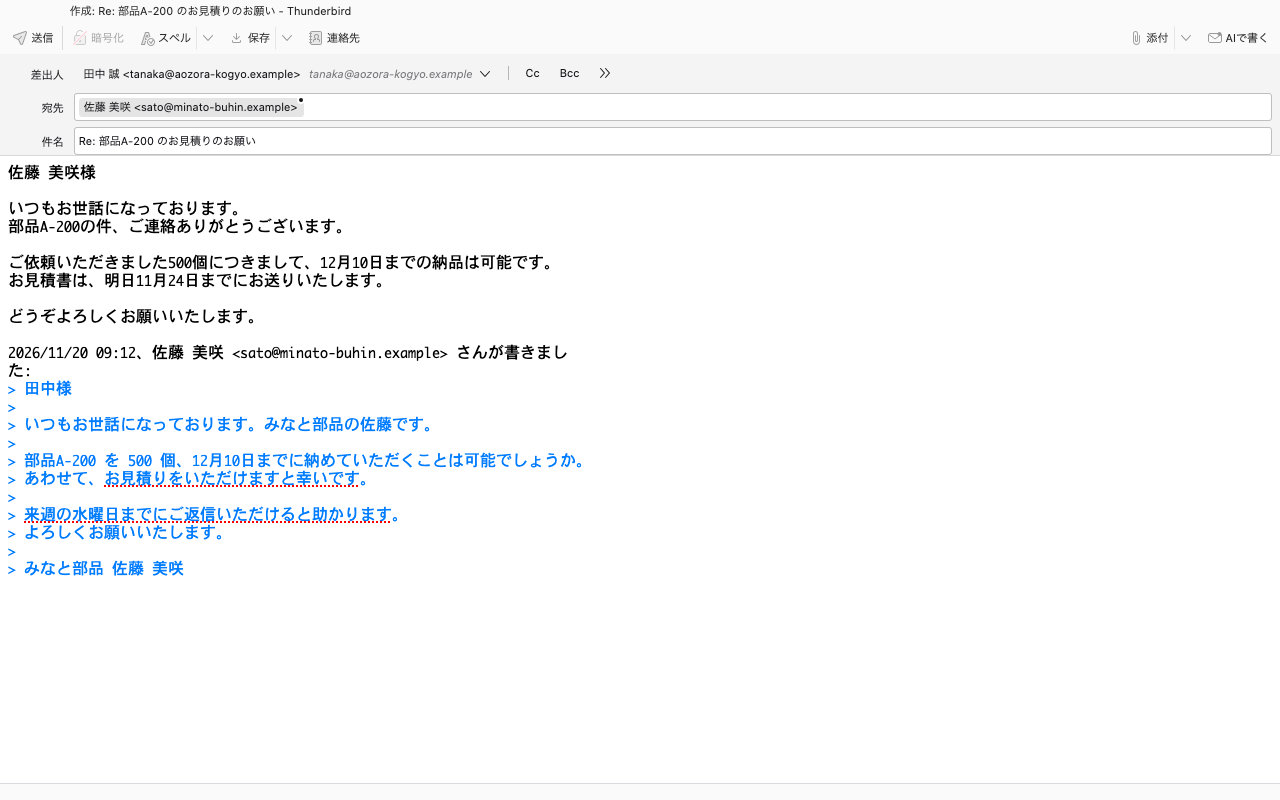 作成: Re: 部品A-200 のお見積りのお願い - Thunderbird
送信 暗号化 スペル 保存 連絡先 添付 AIで書く
差出人 田中 誠 <tanaka@aozora-kogyo.example> tanaka@aozora-kogyo.example Cc Bcc
宛先 佐藤 美咲 <sato@minato-buhin.example>
件名 Re: 部品A-200 のお見積りのお願い
佐藤 美咲様
いつもお世話になっております。
部品A-200の件、ご連絡ありがとうございます。
ご依頼いただきました500個につきまして、12月10日までの納品は可能です。
お見積書は、明日11月24日までにお送りいたします。
どうぞよろしくお願いいたします。
2026/11/20 09:12、佐藤 美咲 <sato@minato-buhin.example> さんが書きまし
た:
> 田中様
>
> いつもお世話になっております。みなと部品の佐藤です。
>
> 部品A-200 を 500 個、12月10日までに納めていただくことは可能でしょうか。
> あわせて、お見積りをいただけますと幸いです。
>
> 来週の水曜日までにご返信いただけると助かります。
> よろしくお願いいたします。
>
> みなと部品 佐藤 美咲